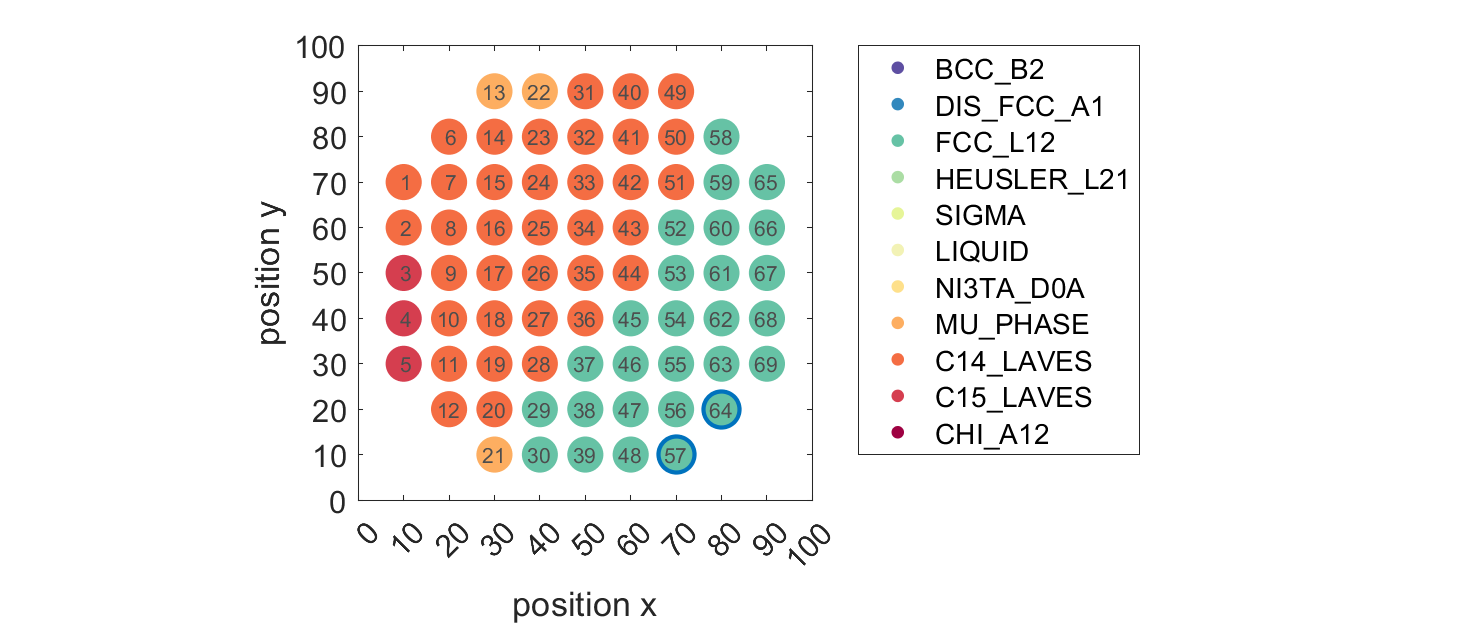 100
90
80
70
60
50
40
30
20
10
0
position y
13 22 31 40 49
6 14 23 32 41 50 58
1 7 15 24 33 42 51 59 65
2 8 16 25 34 43 52 60 66
3 9 17 26 35 44 53 61 67
4 10 18 27 36 45 54 62 68
5 11 19 28 37 46 55 63 69
12 20 29 38 47 56 64
21 30 39 48 57
0 10 20 30 40 50 60 70 80 90 100
position x
BCC_B2
DIS_FCC_A1
FCC_L12
HEUSLER_L21
SIGMA
LIQUID
NI3TA_D0A
MU_PHASE
C14_LAVES
C15_LAVES
CHI_A12